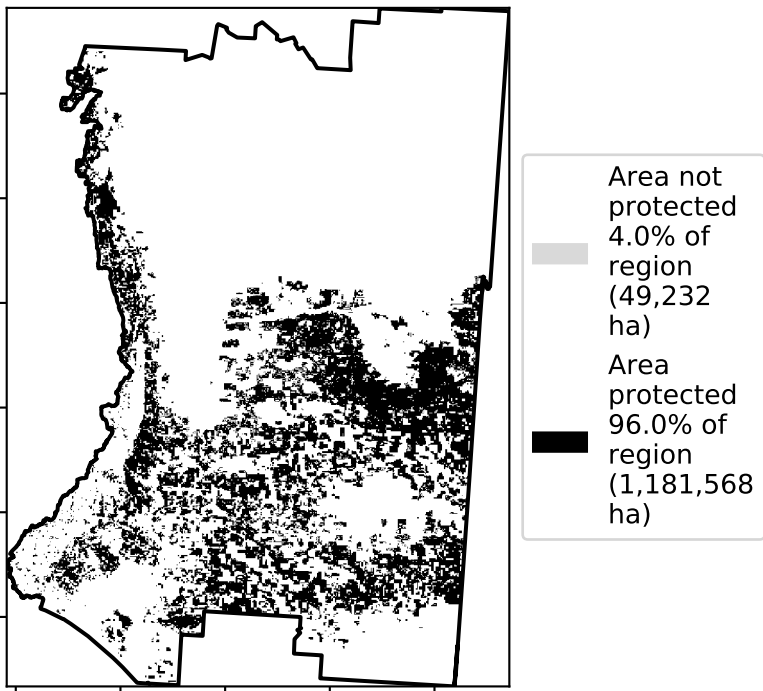 Area not
protected
4.0% of
region
(49,232
ha)
Area
protected
96.0% of
region
(1,181,568
ha)